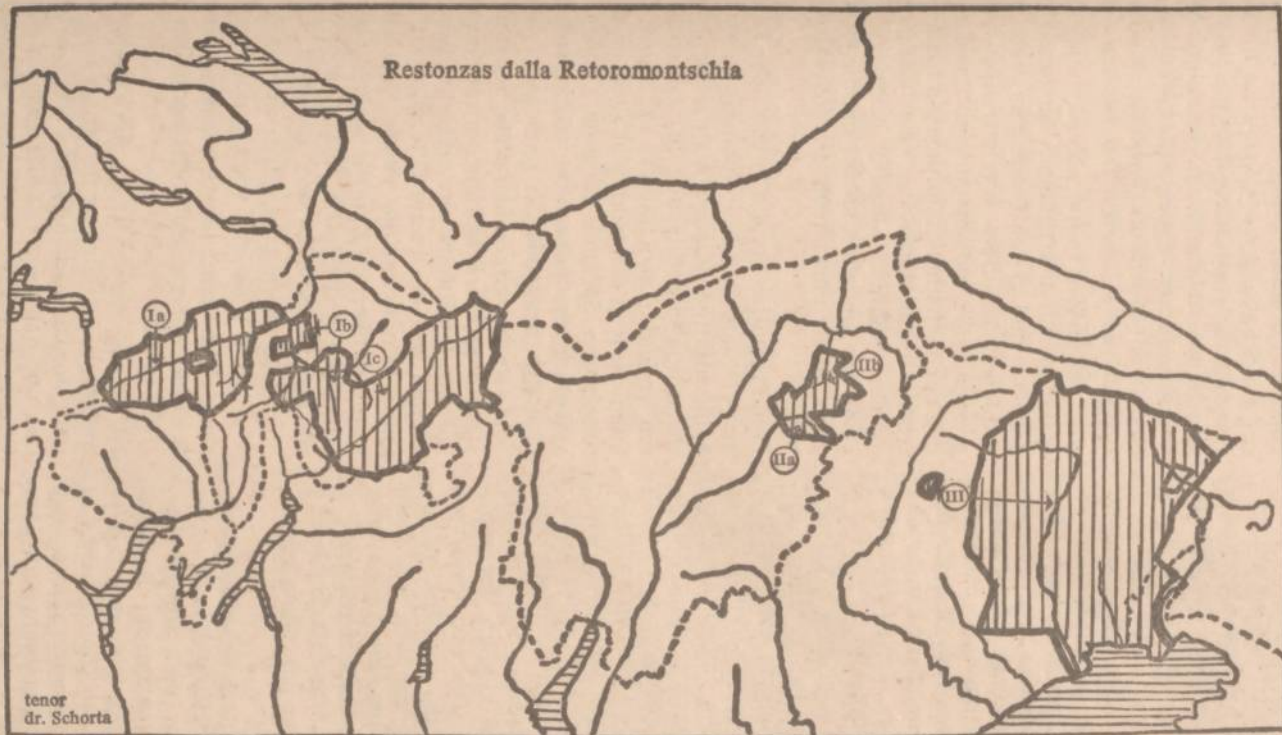 Restonzas dalla Retoromontschia
Ia
Ib
Ic
IIb
IIa
III
tenor
dr. Schorta